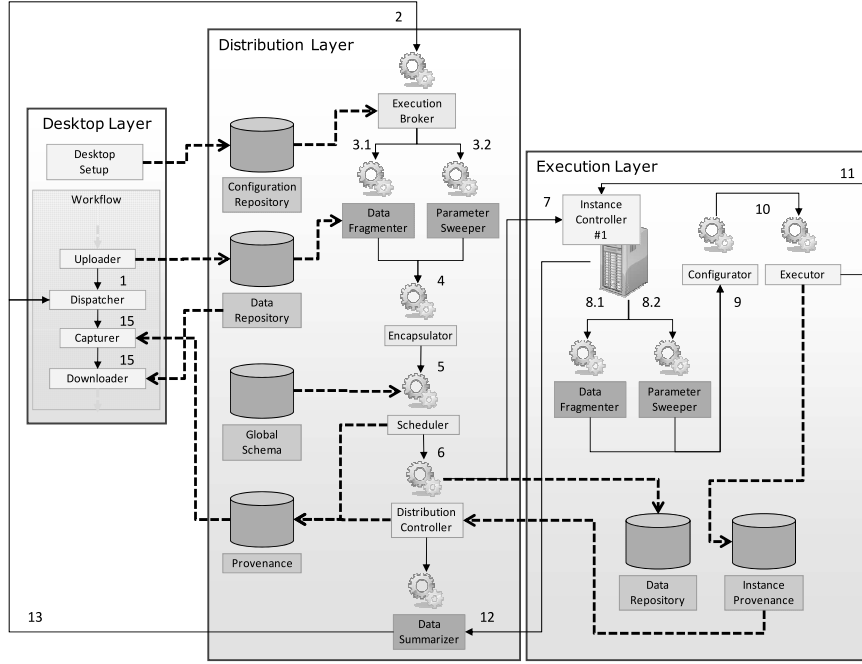 2
Distribution Layer
Execution
Broker
3.1
3.2
Desktop Layer
Desktop
Setup
Workflow
Uploader
1
Dispatcher
15
Capturer
15
Downloader
Configuration
Repository
Data
Fragmenter
Parameter
Sweeper
4
Data
Repository
Encapsulator
5
Global
Schema
Scheduler
6
Distribution
Controller
Provenance
Data
Summarizer
12
13
Execution Layer
11
7
Instance
Controller
#1
10
Configurator
Executor
8.1
8.2
9
Data
Fragmenter
Parameter
Sweeper
Data
Repository
Instance
Provenance